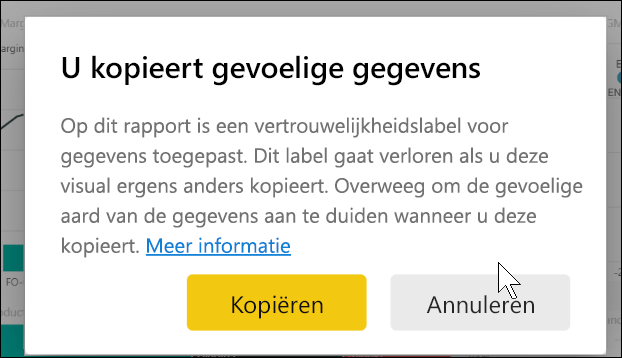 U kopieert gevoelige gegevens
Op dit rapport is een vertrouwelijkheidslabel voor
gegevens toegepast. Dit label gaat verloren als u deze
visual ergens anders kopieert. Overweeg om de gevoelige
aard van de gegevens aan te duiden wanneer u deze
kopieert. Meer informatie
Kopiëren
Annuleren